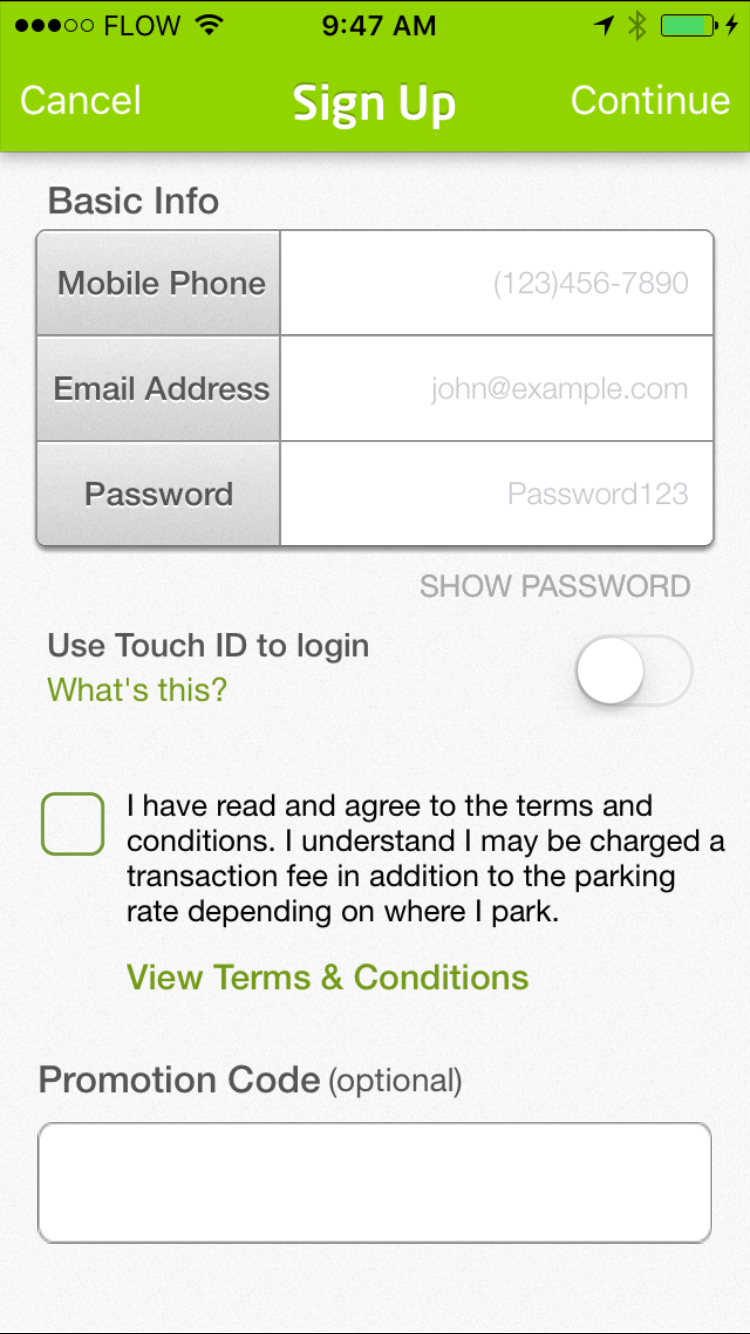 FLOW 9:47 AM
Cancel Sign Up Continue
Basic Info
Mobile Phone (123)456-7890
Email Address john@example.com
Password Password123
SHOW PASSWORD
Use Touch ID to login
What's this?
I have read and agree to the terms and
conditions. I understand I may be charged a
transaction fee in addition to the parking
rate depending on where I park.
View Terms & Conditions
Promotion Code (optional)